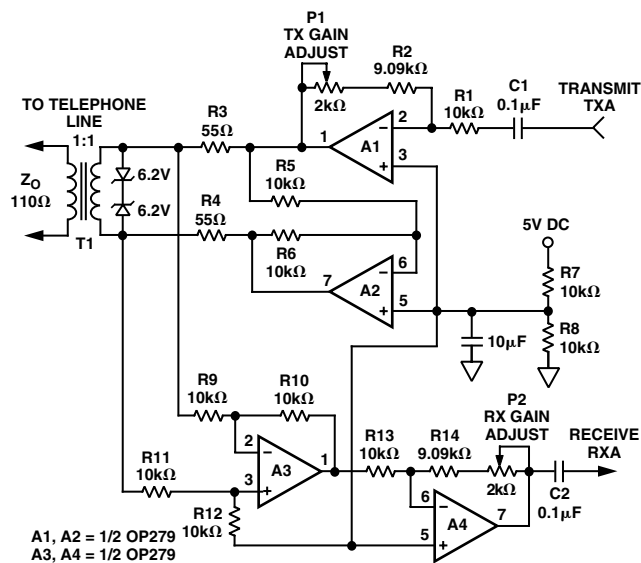 P1
TX GAIN
ADJUST
2kΩ
R2
9.09kΩ
R1
10kΩ
C1
0.1μF
TRANSMIT
TXA
TO TELEPHONE
LINE
1:1
ZO
110Ω
T1
6.2V
6.2V
R3
55Ω
1
A1
2
−
3
+
R5
10kΩ
R4
55Ω
R6
10kΩ
7
A2
6
−
5
+
5V DC
R7
10kΩ
R8
10kΩ
10μF
R9
10kΩ
R10
10kΩ
R11
10kΩ
2
−
3
+
A3
1
R12
10kΩ
R13
10kΩ
R14
9.09kΩ
P2
RX GAIN
ADJUST
2kΩ
6
−
5
+
A4
7
RECEIVE
RXA
C2
0.1μF
A1, A2 = 1/2 OP279
A3, A4 = 1/2 OP279